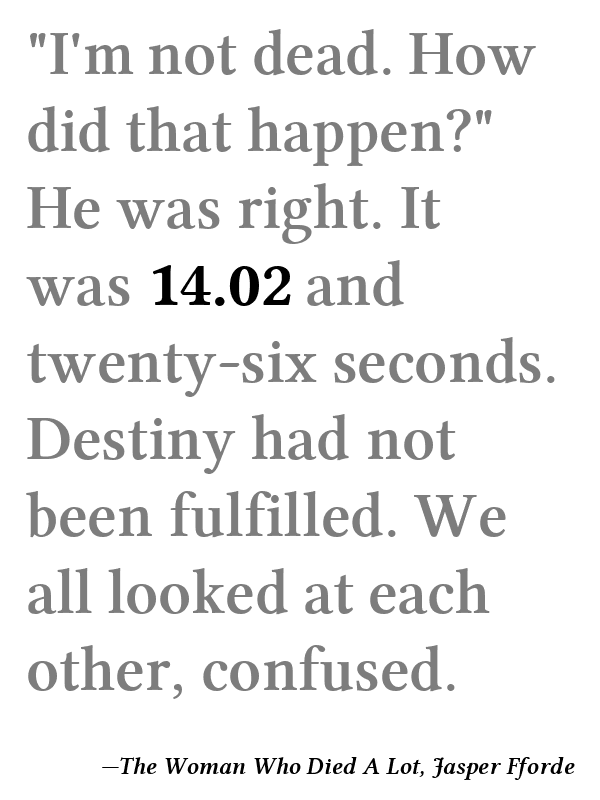 "I'm not dead. How
did that happen?"
He was right. It
was 14.02 and
twenty-six seconds.
Destiny had not
been fulfilled. We
all looked at each
other, confused.
—The Woman Who Died A Lot, Jasper Fforde